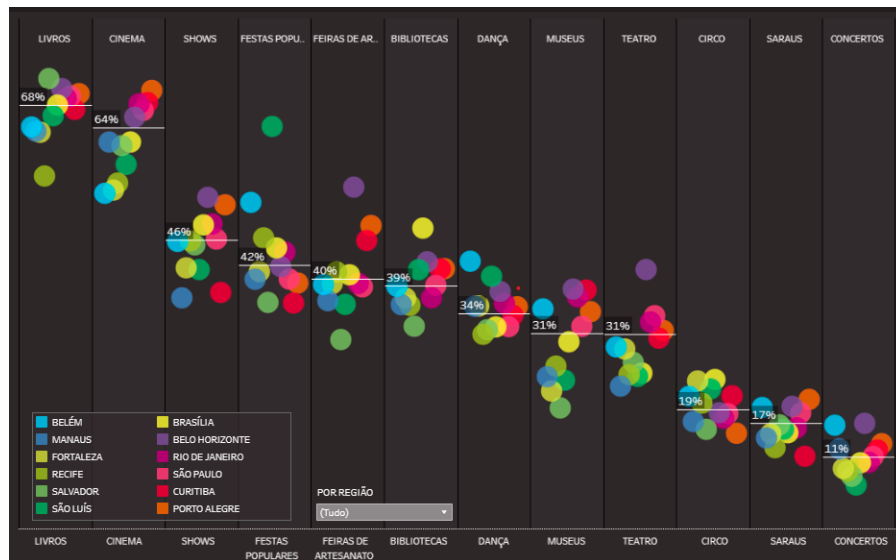 LIVROS CINEMA SHOWS FESTAS POPU.. FEIRAS DE AR... BIBLIOTECAS DANÇA MUSEUS TEATRO CIRCO SARAUS CONCERTOS
68%
64%
46%
42%
40%
39%
34%
31%
31%
19%
17%
11%
BELÉM BRASÍLIA
MANAUS BELO HORIZONTE
FORTALEZA RIO DE JANEIRO
RECIFE SÃO PAULO
SALVADOR CURITIBA
SÃO LUÍS PORTO ALEGRE
POR REGIÃO
(Tudo)
LIVROS CINEMA SHOWS FESTAS FEIRAS DE BIBLIOTECAS DANÇA MUSEUS TEATRO CIRCO SARAUS CONCERTOS
POPULARES ARTESANATO